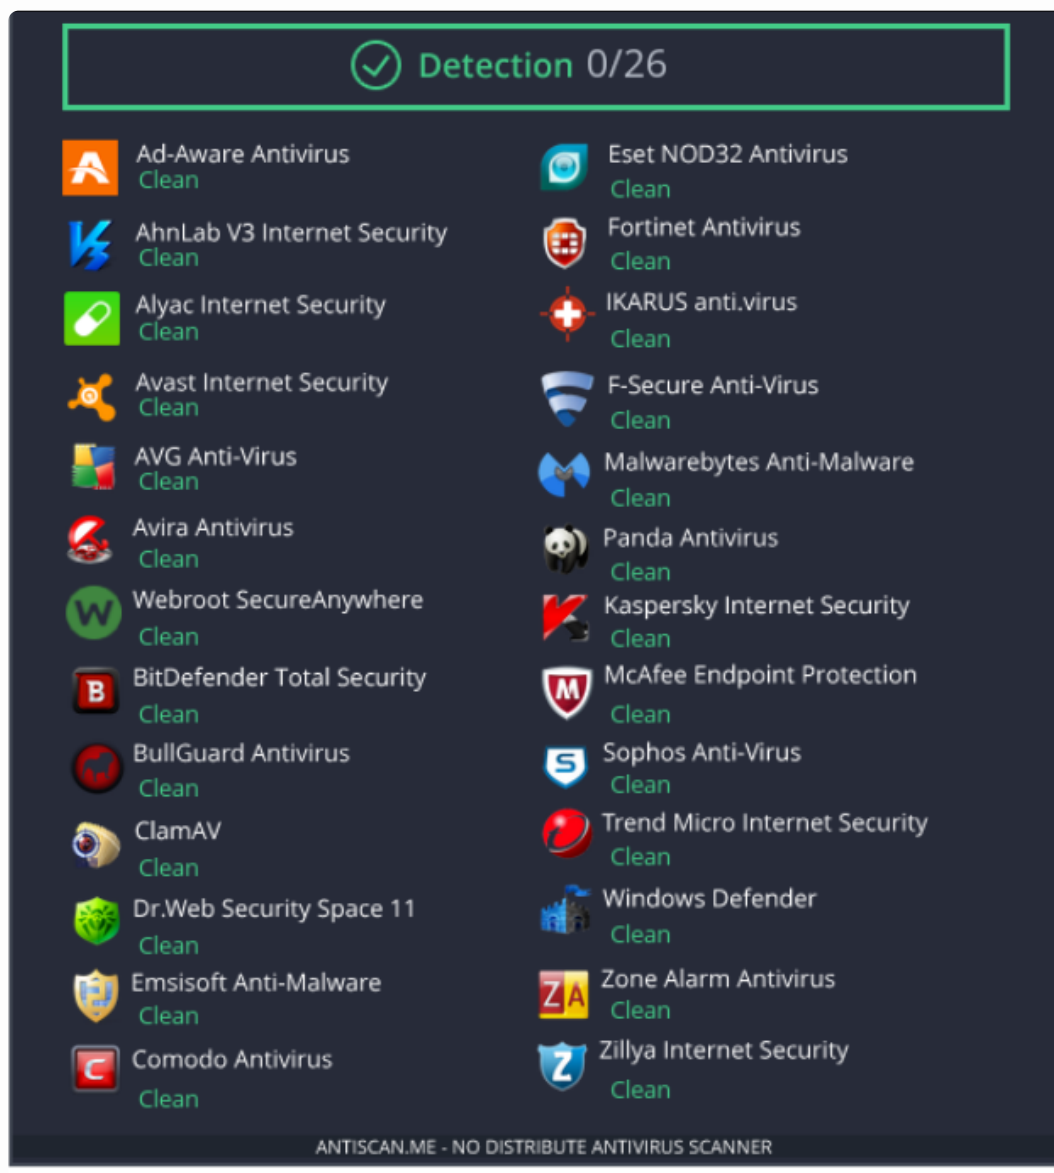 Detection 0/26
Ad-Aware Antivirus
Clean
AhnLab V3 Internet Security
Clean
Alyac Internet Security
Clean
Avast Internet Security
Clean
AVG Anti-Virus
Clean
Avira Antivirus
Clean
Webroot SecureAnywhere
Clean
BitDefender Total Security
Clean
BullGuard Antivirus
Clean
ClamAV
Clean
Dr.Web Security Space 11
Clean
Emsisoft Anti-Malware
Clean
Comodo Antivirus
Clean
Eset NOD32 Antivirus
Clean
Fortinet Antivirus
Clean
IKARUS anti.virus
Clean
F-Secure Anti-Virus
Clean
Malwarebytes Anti-Malware
Clean
Panda Antivirus
Clean
Kaspersky Internet Security
Clean
McAfee Endpoint Protection
Clean
Sophos Anti-Virus
Clean
Trend Micro Internet Security
Clean
Windows Defender
Clean
Zone Alarm Antivirus
Clean
Zillya Internet Security
Clean
ANTISCAN.ME - NO DISTRIBUTE ANTIVIRUS SCANNER